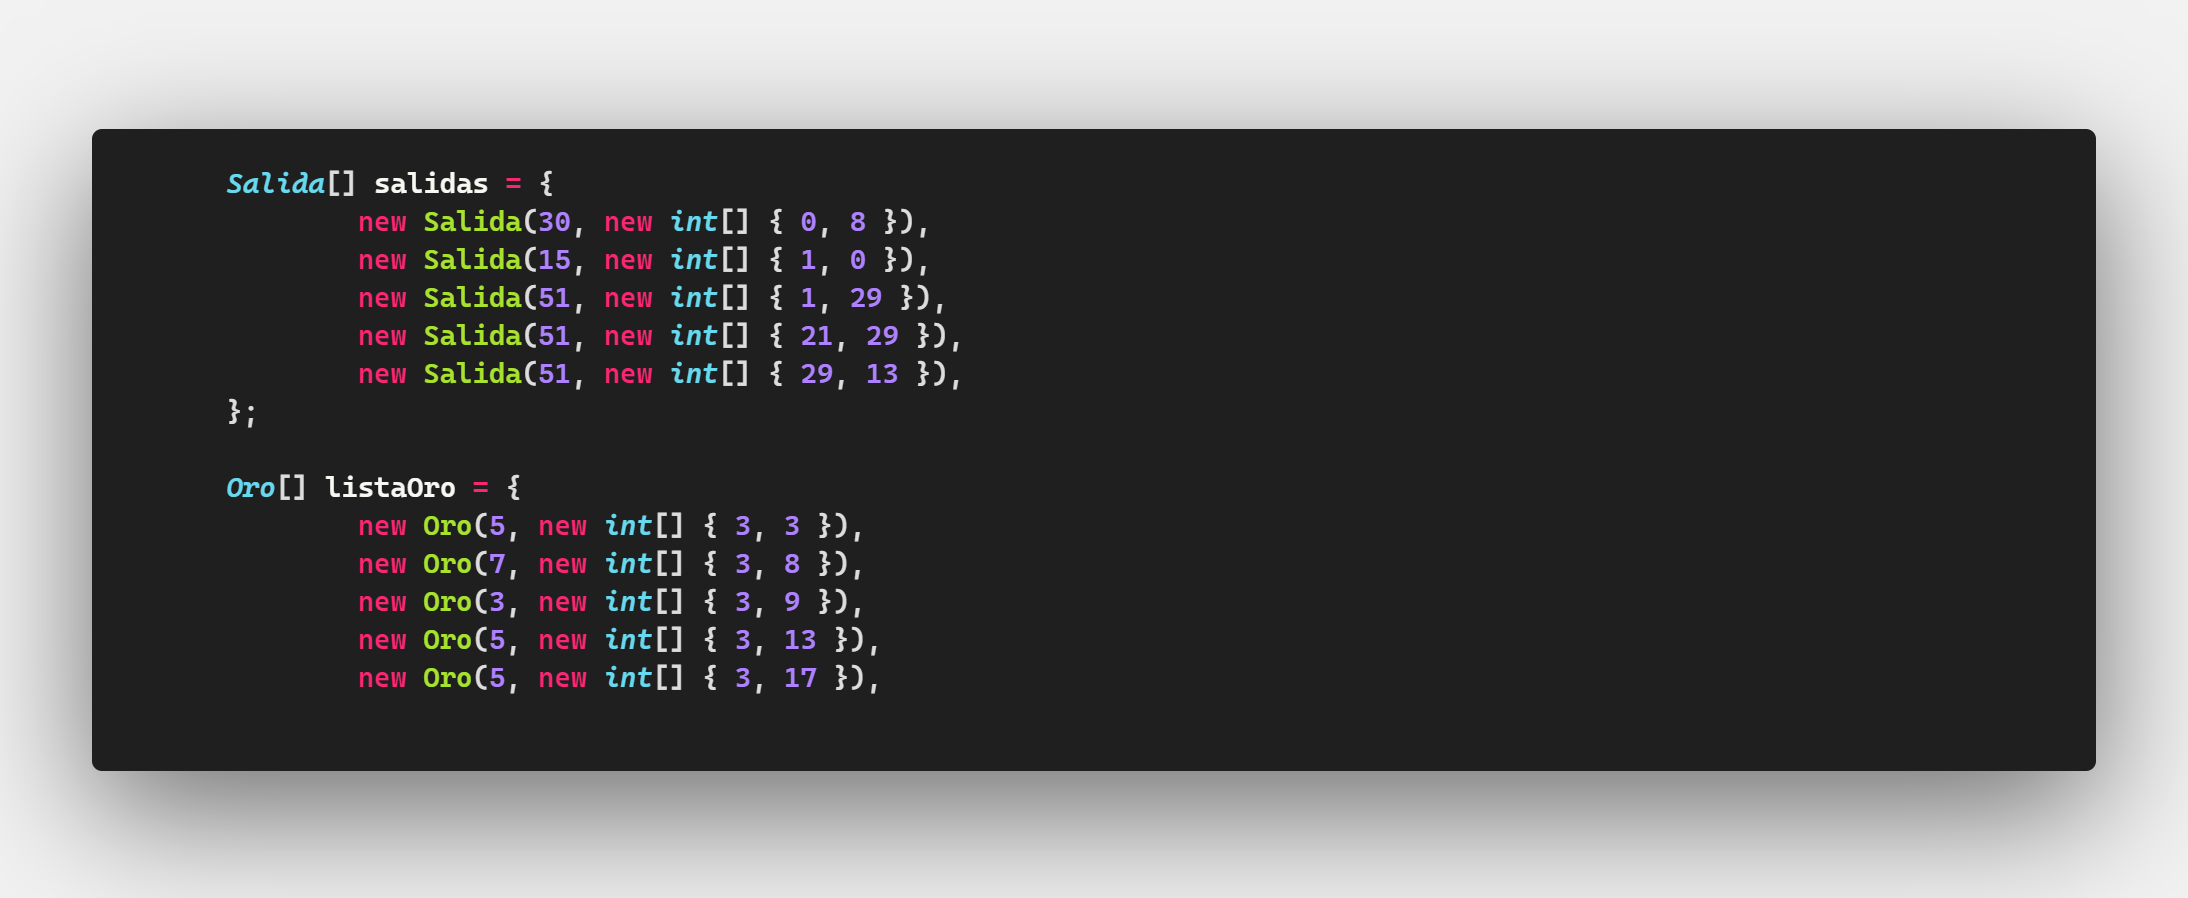 Salida[] salidas = {
new Salida(30, new int[] { 0, 8 }),
new Salida(15, new int[] { 1, 0 }),
new Salida(51, new int[] { 1, 29 }),
new Salida(51, new int[] { 21, 29 }),
new Salida(51, new int[] { 29, 13 }),
};
Oro[] listaOro = {
new Oro(5, new int[] { 3, 3 }),
new Oro(7, new int[] { 3, 8 }),
new Oro(3, new int[] { 3, 9 }),
new Oro(5, new int[] { 3, 13 }),
new Oro(5, new int[] { 3, 17 }),